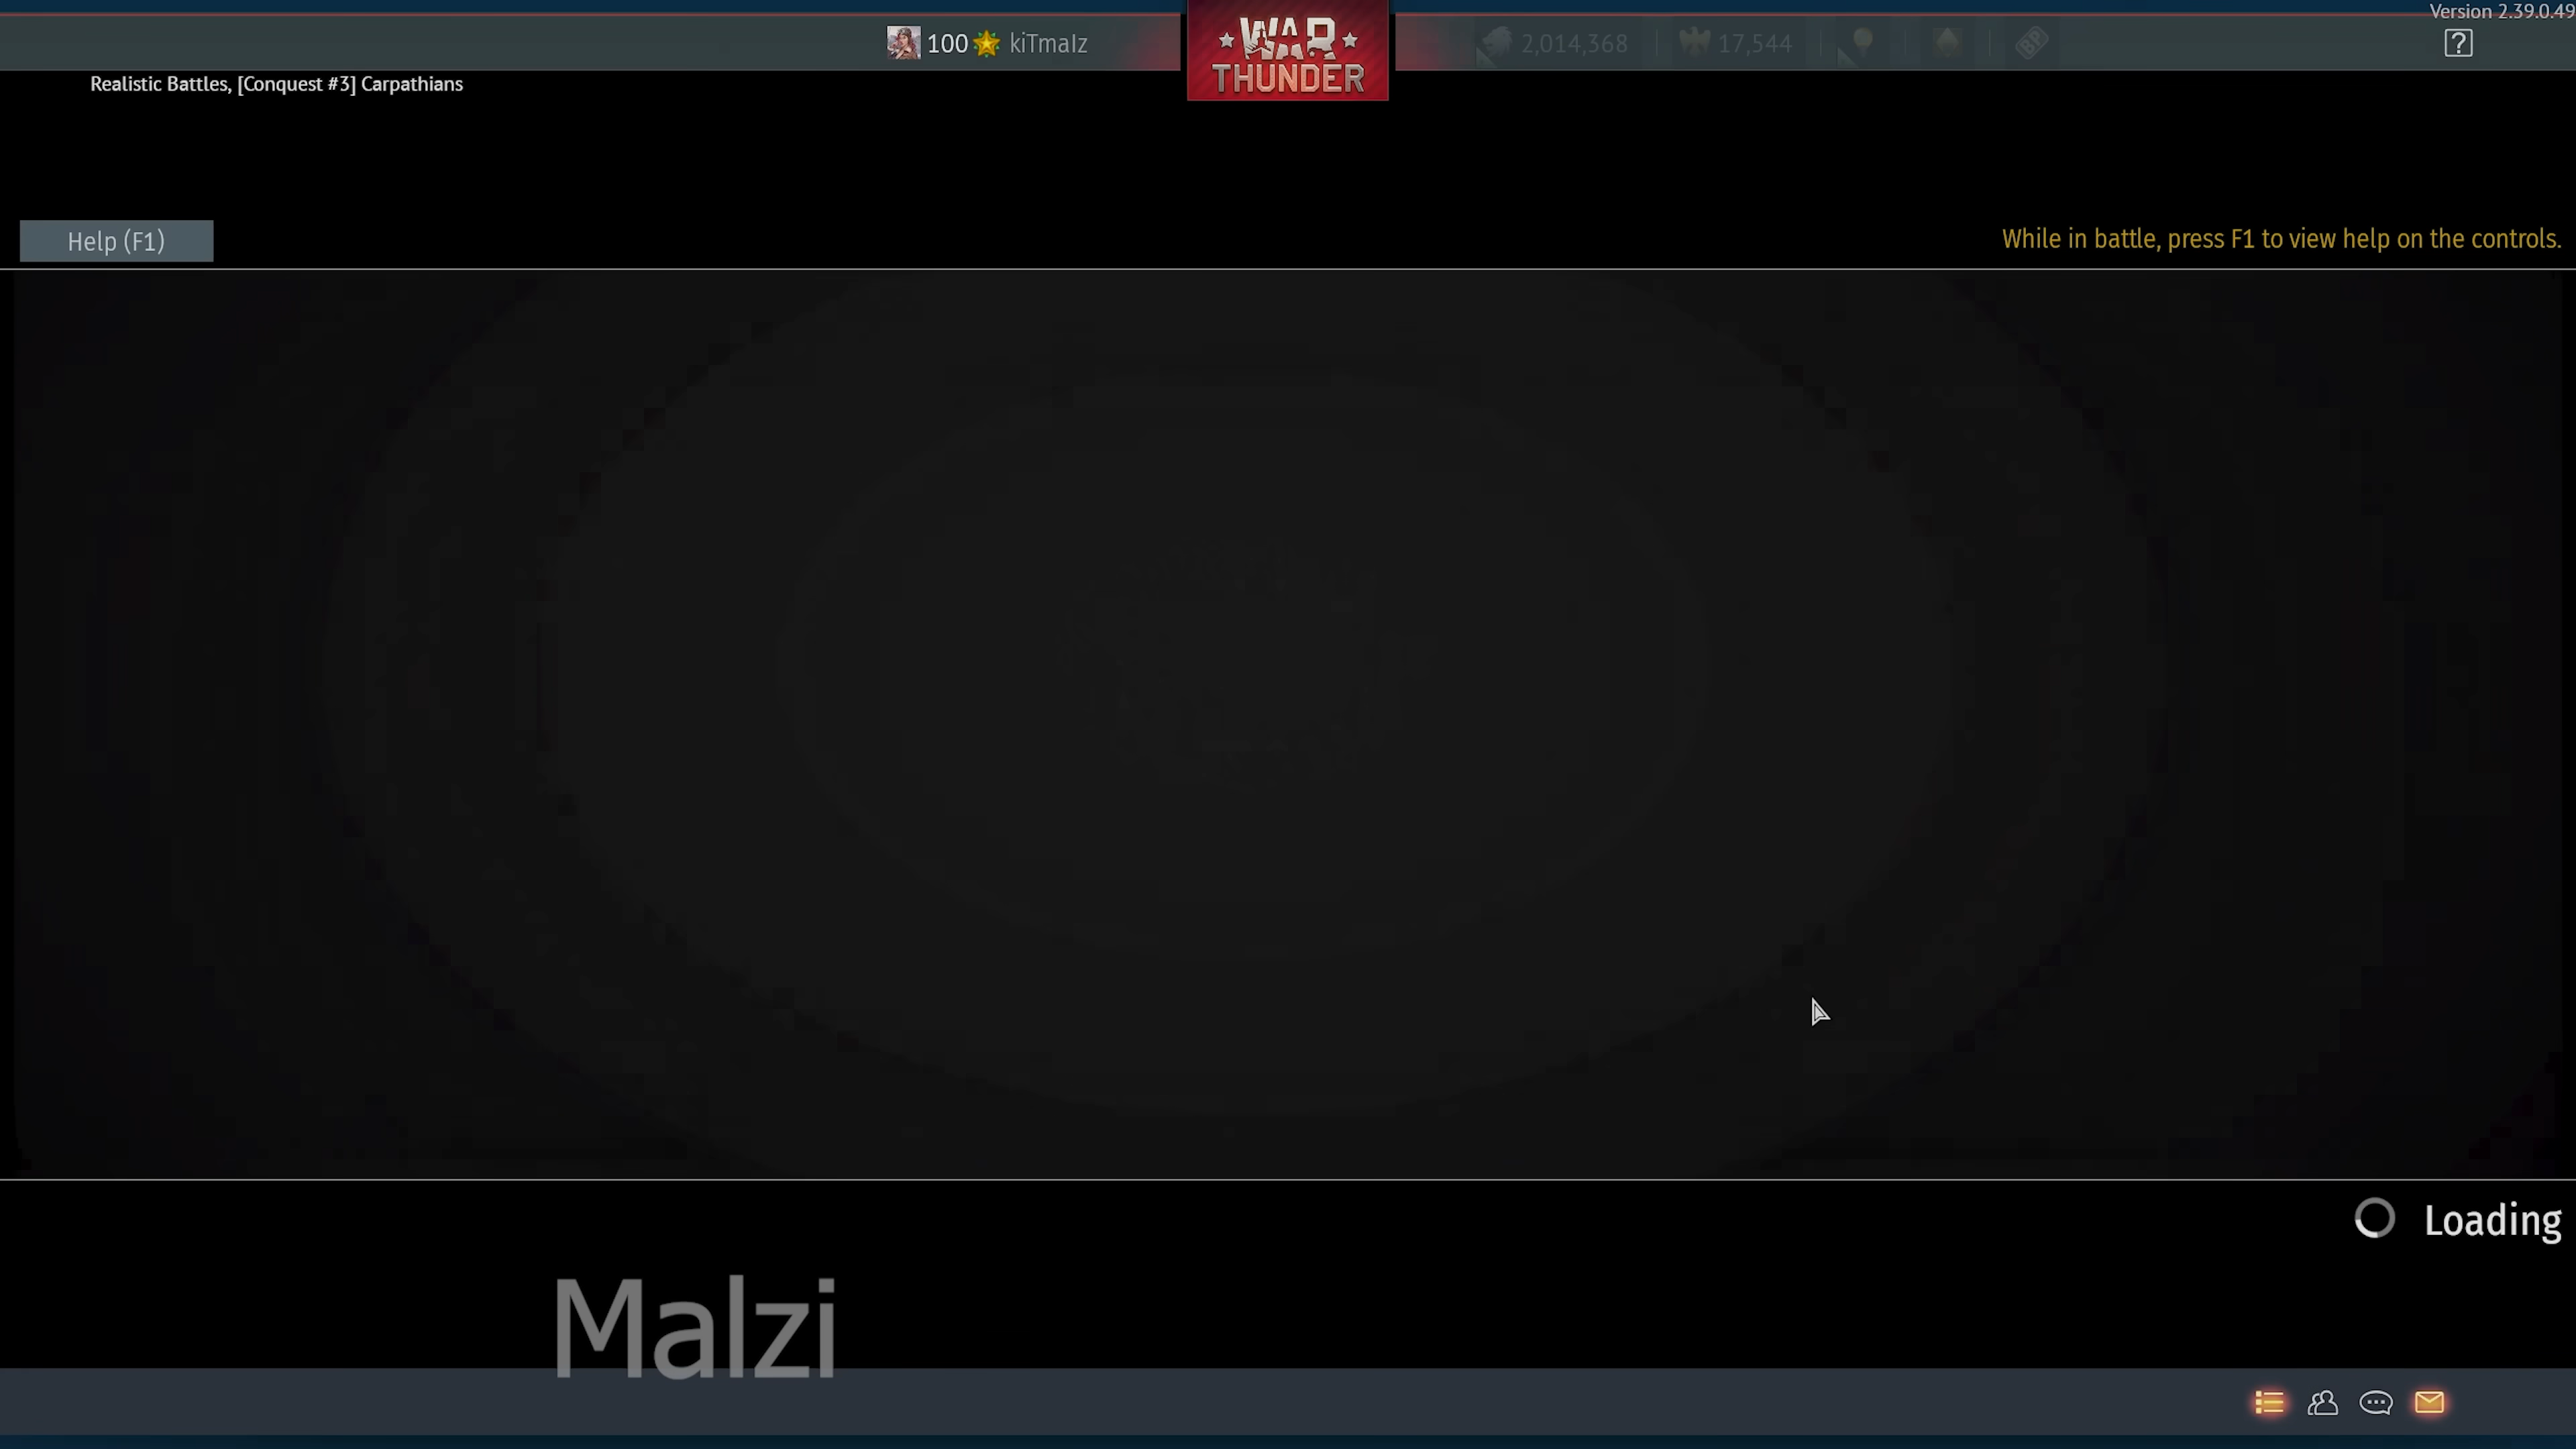 Version 2.39.0.49
100 kiTmalz
WAR
THUNDER
2,014,368
17,544
BP
?
Realistic Battles, [Conquest #3] Carpathians
Help (F1)
While in battle, press F1 to view help on the controls.
Loading
Malzi